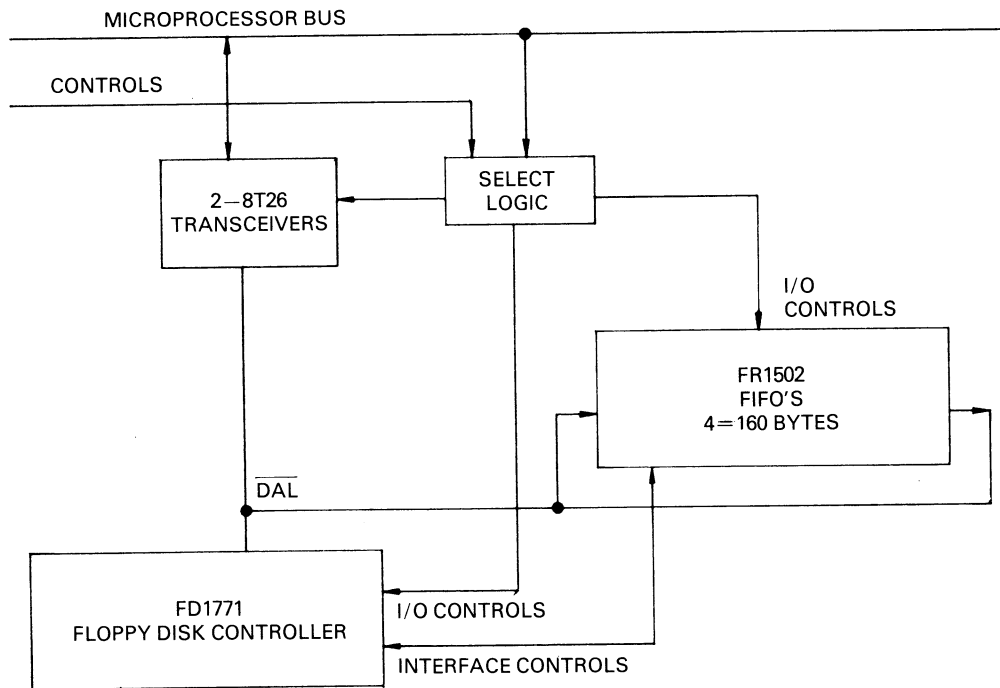 MICROPROCESSOR BUS
CONTROLS
2–8T26
TRANSCEIVERS
SELECT
LOGIC
I/O
CONTROLS
FR1502
FIFO'S
4=160 BYTES
DAL
FD1771
FLOPPY DISK CONTROLLER
I/O CONTROLS
INTERFACE CONTROLS